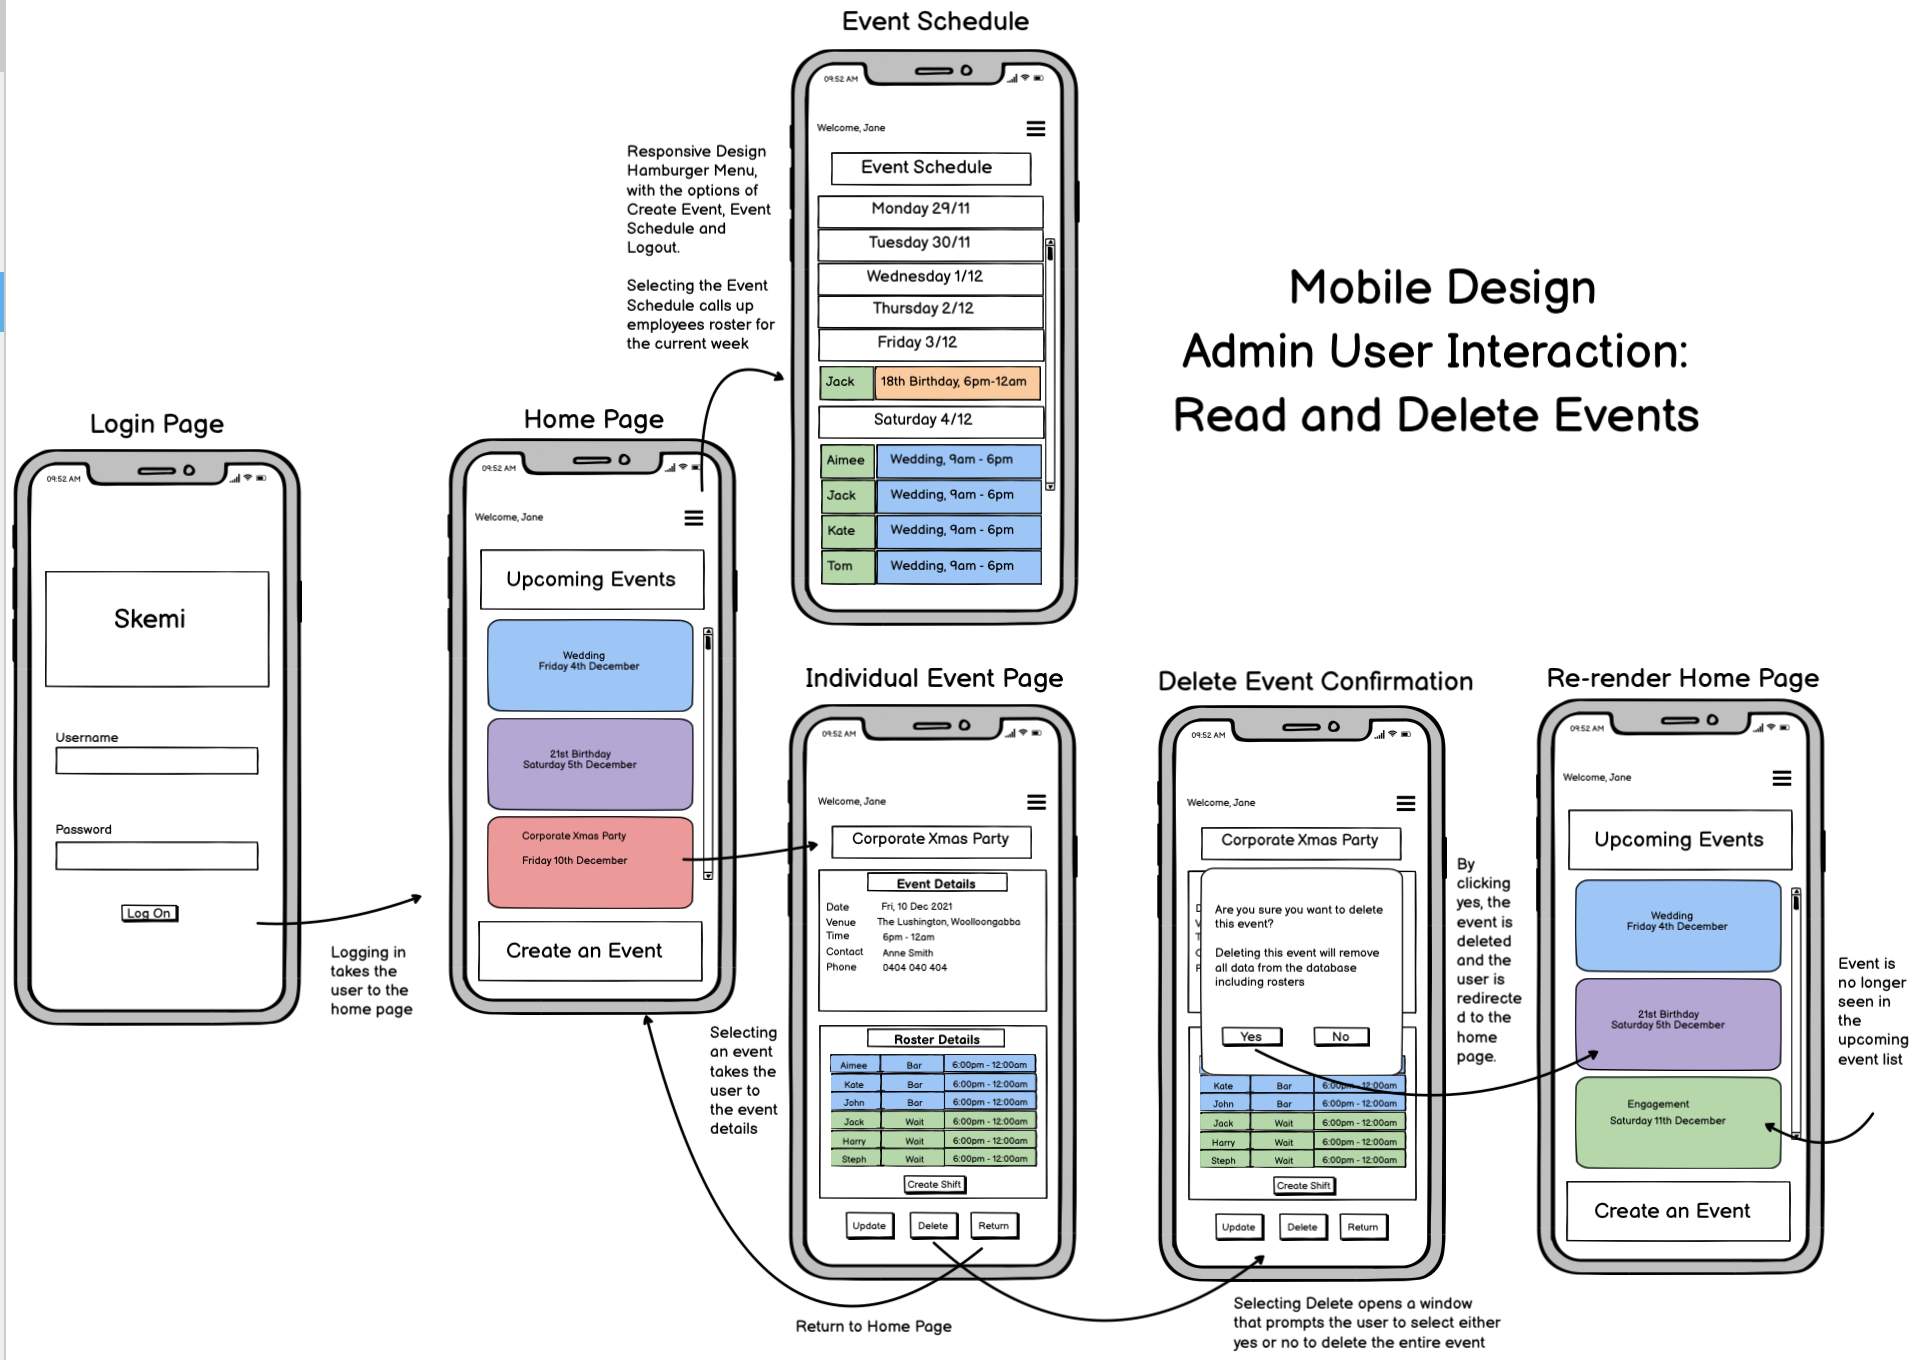 Event Schedule
09:52 AM
Welcome, Jane
Event Schedule
Monday 29/11
Tuesday 30/11
Wednesday 1/12
Thursday 2/12
Friday 3/12
Jack 18th Birthday, 6pm-12am
Saturday 4/12
Aimee Wedding, 9am - 6pm
Jack Wedding, 9am - 6pm
Kate Wedding, 9am - 6pm
Tom Wedding, 9am - 6pm
Responsive Design
Hamburger Menu,
with the options of
Create Event, Event
Schedule and
Logout.
Selecting the Event
Schedule calls up
employees roster for
the current week
Mobile Design
Admin User Interaction:
Read and Delete Events
Login Page
09:52 AM
Skemi
Username
Password
Log On
Logging in
takes the
user to the
home page
Home Page
09:52 AM
Welcome, Jane
Upcoming Events
Wedding
Friday 4th December
21st Birthday
Saturday 5th December
Corporate Xmas Party
Friday 10th December
Create an Event
Selecting
an event
takes the
user to
the event
details
Individual Event Page
09:52 AM
Welcome, Jane
Corporate Xmas Party
Event Details
Date Fri, 10 Dec 2021
Venue The Lushington, Woolloongabba
Time 6pm - 12am
Contact Anne Smith
Phone 0404 040 404
Roster Details
Aimee Bar 6:00pm - 12:00am
Kate Bar 6:00pm - 12:00am
John Bar 6:00pm - 12:00am
Jack Wait 6:00pm - 12:00am
Harry Wait 6:00pm - 12:00am
Steph Wait 6:00pm - 12:00am
Create Shift
Update Delete Return
Return to Home Page
Delete Event Confirmation
09:52 AM
Welcome, Jane
Corporate Xmas Party
Are you sure you want to delete
this event?
Deleting this event will remove
all data from the database
including rosters
Yes No
Kate Bar 6:00pm - 12:00am
John Bar 6:00pm - 12:00am
Jack Wait 6:00pm - 12:00am
Harry Wait 6:00pm - 12:00am
Steph Wait 6:00pm - 12:00am
Create Shift
Update Delete Return
Selecting Delete opens a window
that prompts the user to select either
yes or no to delete the entire event
By
clicking
yes, the
event is
deleted
and the
user is
redirecte
d to the
home
page.
Re-render Home Page
09:52 AM
Welcome, Jane
Upcoming Events
Wedding
Friday 4th December
21st Birthday
Saturday 5th December
Engagement
Saturday 11th December
Create an Event
Event is
no longer
seen in
the
upcoming
event list